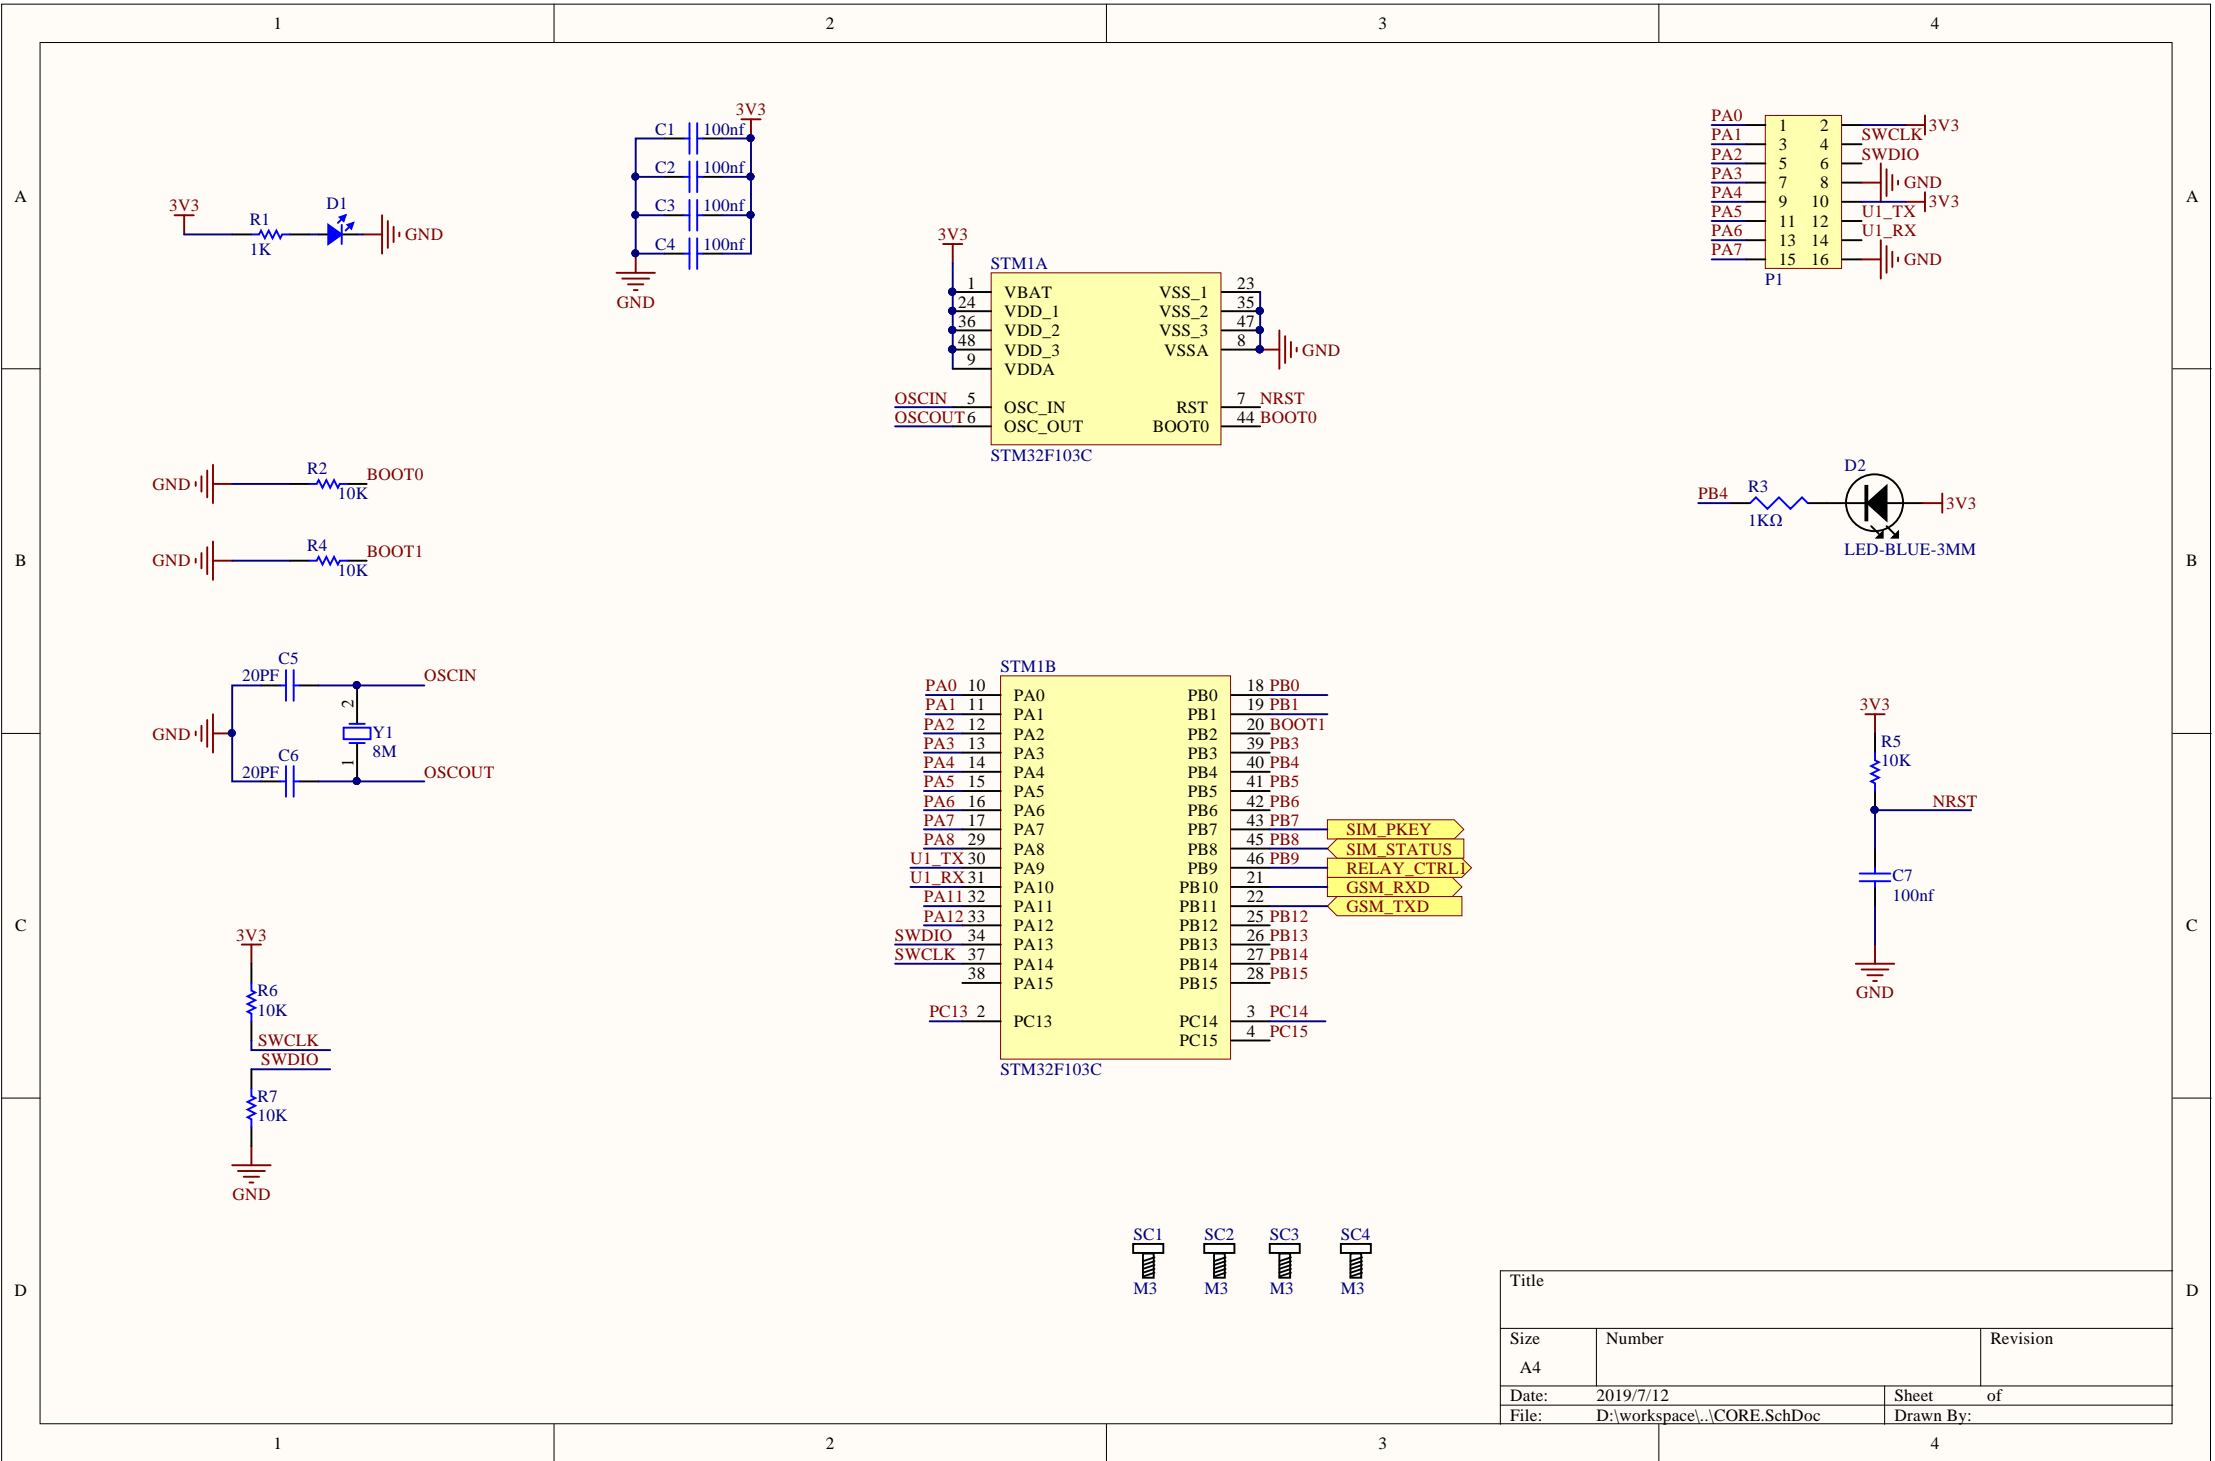 1 2 3 4
A A
B B
C C
D D
1 2 3 4
3V3
R1
1K
D1
GND
3V3
C1 100nf
C2 100nf
C3 100nf
C4 100nf
GND
3V3
STM1A
1 VBAT VSS_1 23
24 VDD_1 VSS_2 35
36 VDD_2 VSS_3 47
48 VDD_3 VSSA 8 GND
9 VDDA
OSCIN 5 OSC_IN RST 7 NRST
OSCOUT 6 OSC_OUT BOOT0 44 BOOT0
STM32F103C
PA0 1 2 3V3
PA1 3 4 SWCLK
PA2 5 6 SWDIO
PA3 7 8 GND
PA4 9 10 3V3
PA5 11 12 U1_TX
PA6 13 14 U1_RX
PA7 15 16 GND
P1
GND R2 10K BOOT0
GND R4 10K BOOT1
PB4 R3 1KΩ
D2
3V3
LED-BLUE-3MM
C5
20PF
OSCIN
GND
2
Y1
8M
1
C6
20PF
OSCOUT
STM1B
PA0 10 PA0 PB0 18 PB0
PA1 11 PA1 PB1 19 PB1
PA2 12 PA2 PB2 20 BOOT1
PA3 13 PA3 PB3 39 PB3
PA4 14 PA4 PB4 40 PB4
PA5 15 PA5 PB5 41 PB5
PA6 16 PA6 PB6 42 PB6
PA7 17 PA7 PB7 43 PB7 SIM_PKEY
PA8 29 PA8 PB8 45 PB8 SIM_STATUS
U1_TX 30 PA9 PB9 46 PB9 RELAY_CTRL1
U1_RX 31 PA10 PB10 21 GSM_RXD
PA11 32 PA11 PB11 22 GSM_TXD
PA12 33 PA12 PB12 25 PB12
SWDIO 34 PA13 PB13 26 PB13
SWCLK 37 PA14 PB14 27 PB14
38 PA15 PB15 28 PB15
PC13 2 PC13 PC14 3 PC14
PC15 4 PC15
STM32F103C
3V3
R5
10K
NRST
C7
100nf
GND
3V3
R6
10K
SWCLK
SWDIO
R7
10K
GND
SC1 SC2 SC3 SC4
M3 M3 M3 M3
Title
Size Number Revision
A4
Date: 2019/7/12 Sheet of
File: D:\workspace\..\CORE.SchDoc Drawn By: